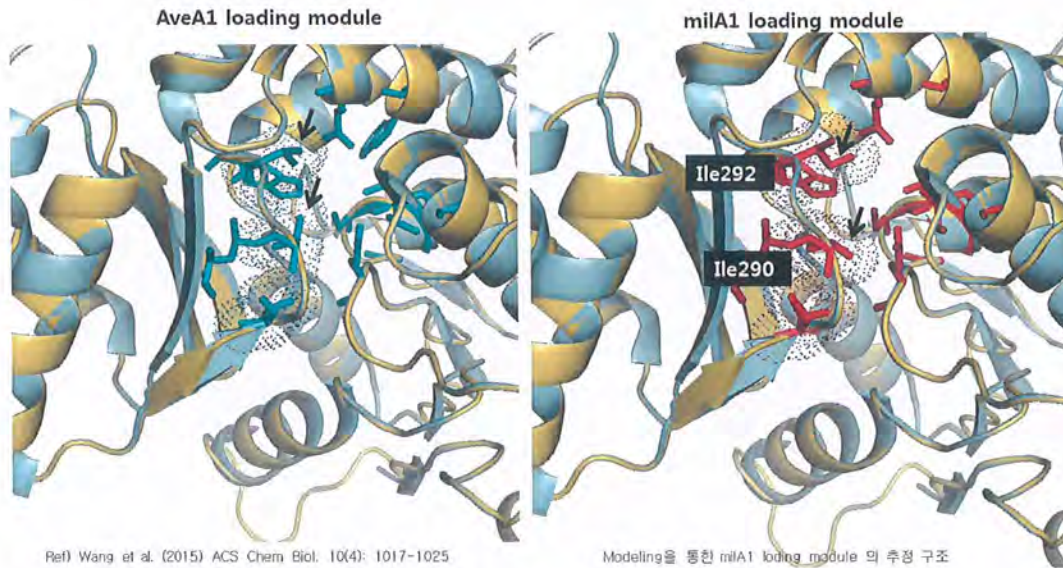 AveA1 loading module
milA1 loading module
Ile292
Ile290
Ref) Wang et al. (2015) ACS Chem Biol. 10(4): 1017-1025
Modeling을 통한 milA1 loding module 의 추정 구조